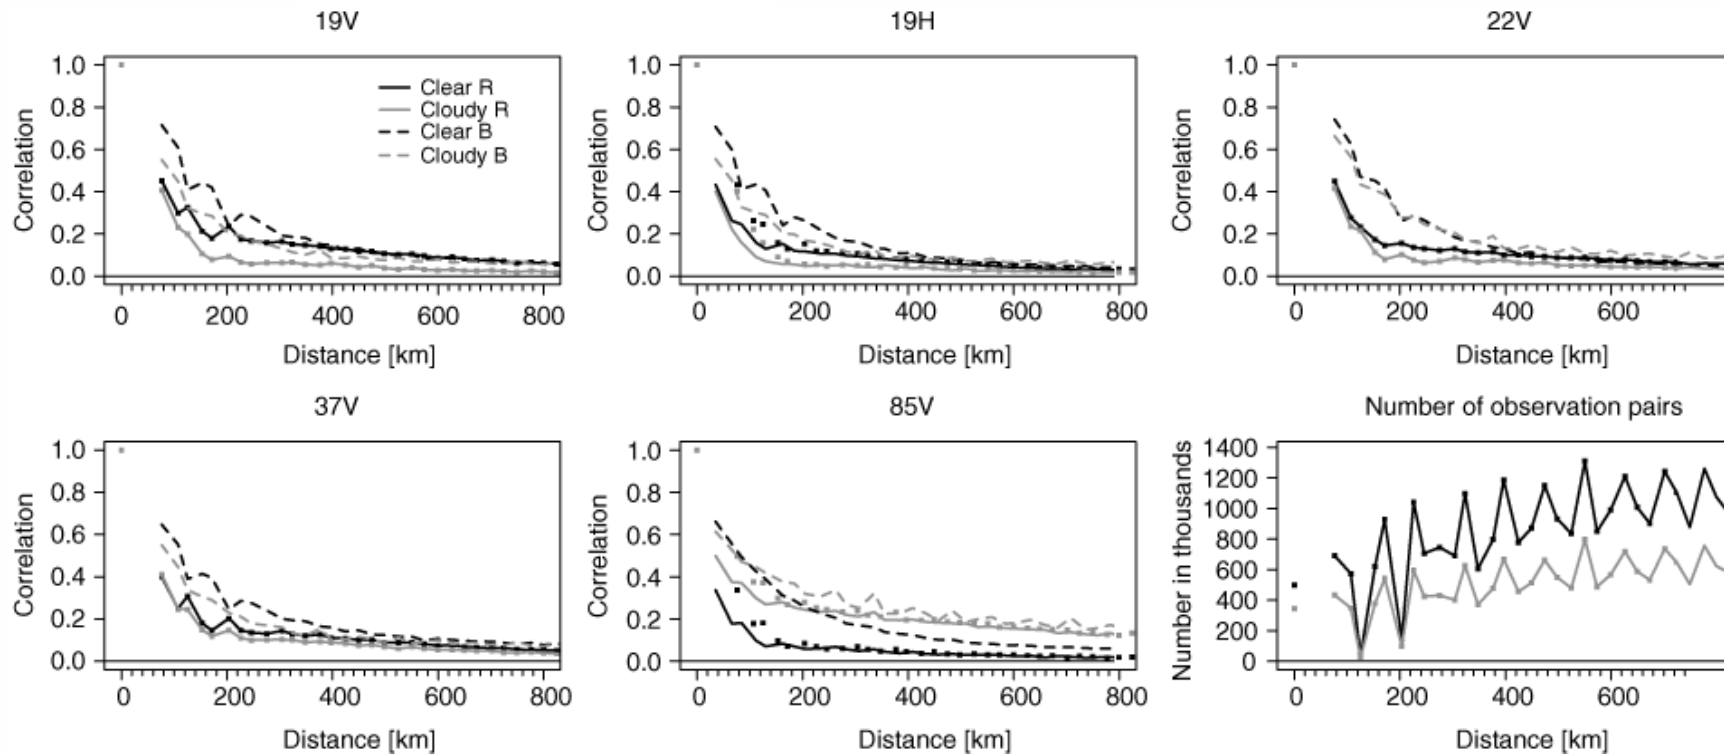 19V
19H
22V
1.0
0.8
0.6
0.4
0.2
0.0
Correlation
Clear R
Cloudy R
Clear B
Cloudy B
0 200 400 600 800
Distance [km]
1.0
0.8
0.6
0.4
0.2
0.0
Correlation
0 200 400 600 800
Distance [km]
1.0
0.8
0.6
0.4
0.2
0.0
Correlation
0 200 400 600
Distance [km]
37V
85V
Number of observation pairs
1.0
0.8
0.6
0.4
0.2
0.0
Correlation
0 200 400 600 800
Distance [km]
1.0
0.8
0.6
0.4
0.2
0.0
Correlation
0 200 400 600 800
Distance [km]
1400
1200
1000
800
600
400
200
0
Number in thousands
0 200 400 600
Distance [km]